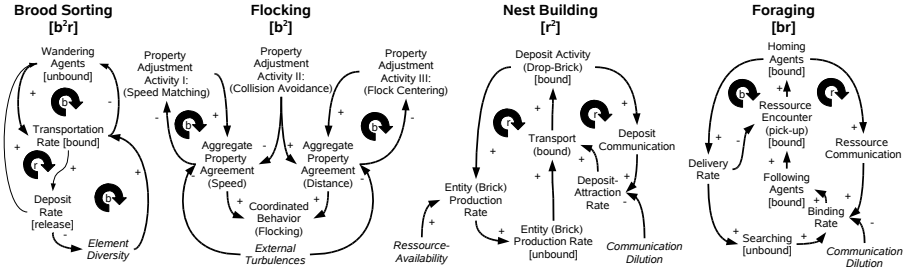 Brood Sorting
[b²r]
Wandering
Agents
[unbound]
+
+
-
b
Transportation
Rate [bound]
+
r
+
+
b
Deposit
Rate
[release]
-
Element
Diversity
Flocking
[b²]
Property
Adjustment
Activity I:
(Speed Matching)
Property
Adjustment
Activity II:
(Collision Avoidance)
Property
Adjustment
Activity III:
(Flock Centering)
-
+
b
-
+
+
b
-
Aggregate
Property
Agreement
(Speed)
Aggregate
Property
Agreement
(Distance)
-
-
+
+
Coordinated
Behavior
(Flocking)
External
Turbulences
Nest Building
[r²]
Deposit Activity
(Drop-Brick)
[bound]
+
+
+
r
r
Transport
(bound)
+
Deposit
Communication
+
Deposit-
Attraction
Rate
+
-
Entity (Brick)
Production
Rate
+
+
+
Entity (Brick)
Production Rate
[unbound]
Ressource-
Availability
Communication
Dilution
Foraging
[br]
Homing
Agents
[bound]
+
+
+
b
r
Ressource
Encounter
(pick-up)
[bound]
Ressource
Communication
-
Delivery
Rate
+
Following
Agents
[bound]
+
+
+
Binding
Rate
-
+
Searching
[unbound]
+
Communication
Dilution